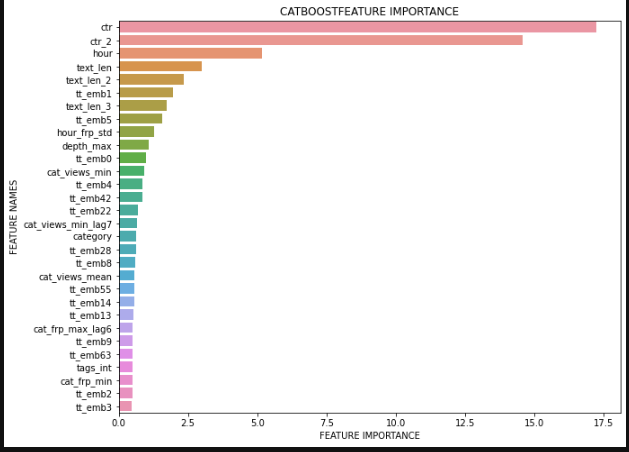 CATBOOSTFEATURE IMPORTANCE
FEATURE NAMES
ctr
ctr_2
hour
text_len
text_len_2
tt_emb1
text_len_3
tt_emb5
hour_frp_std
depth_max
tt_emb0
cat_views_min
tt_emb4
tt_emb42
tt_emb22
cat_views_min_lag7
category
tt_emb28
tt_emb8
cat_views_mean
tt_emb55
tt_emb14
tt_emb13
cat_frp_max_lag6
tt_emb9
tt_emb63
tags_int
cat_frp_min
tt_emb2
tt_emb3
0.0 2.5 5.0 7.5 10.0 12.5 15.0 17.5
FEATURE IMPORTANCE